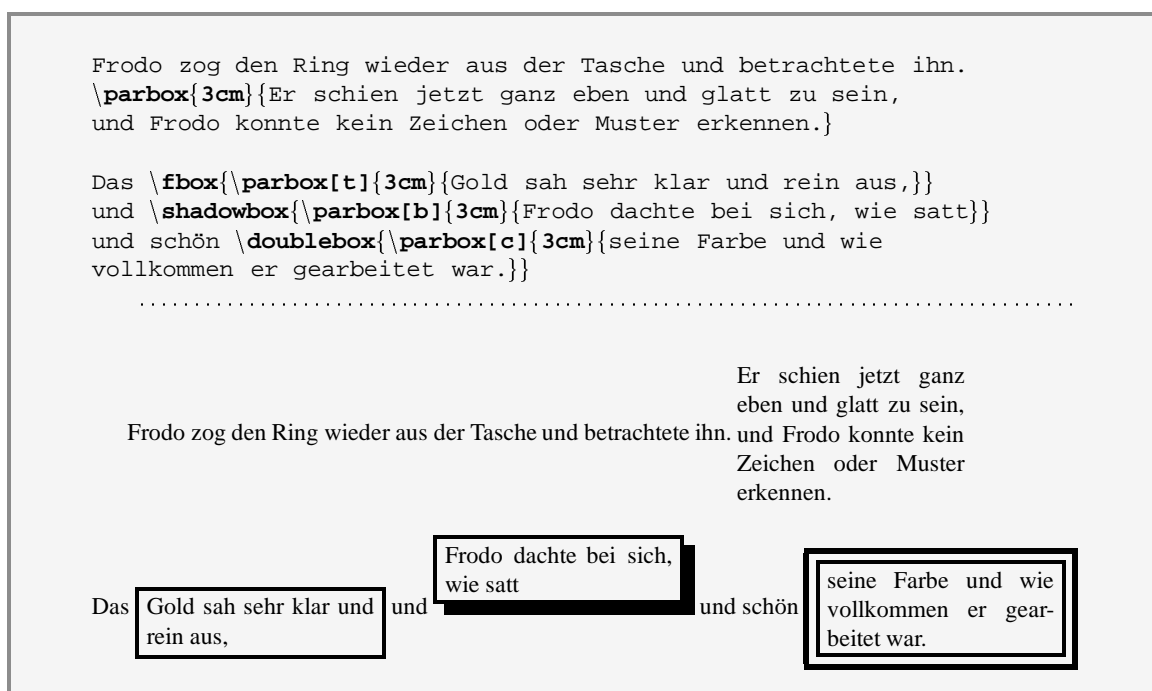 Frodo zog den Ring wieder aus der Tasche und betrachtete ihn.
\parbox{3cm}{Er schien jetzt ganz eben und glatt zu sein,
und Frodo konnte kein Zeichen oder Muster erkennen.}
Das \fbox{\parbox[t]{3cm}{Gold sah sehr klar und rein aus,}}
und \shadowbox{\parbox[b]{3cm}{Frodo dachte bei sich, wie satt}}
und schön \doublebox{\parbox[c]{3cm}{seine Farbe und wie
vollkommen er gearbeitet war.}}
Frodo zog den Ring wieder aus der Tasche und betrachtete ihn.
Er schien jetzt ganz
eben und glatt zu sein,
und Frodo konnte kein
Zeichen oder Muster
erkennen.
Das
Gold sah sehr klar und
rein aus,
und
Frodo dachte bei sich,
wie satt
und schön
seine Farbe und wie
vollkommen er gear-
beitet war.